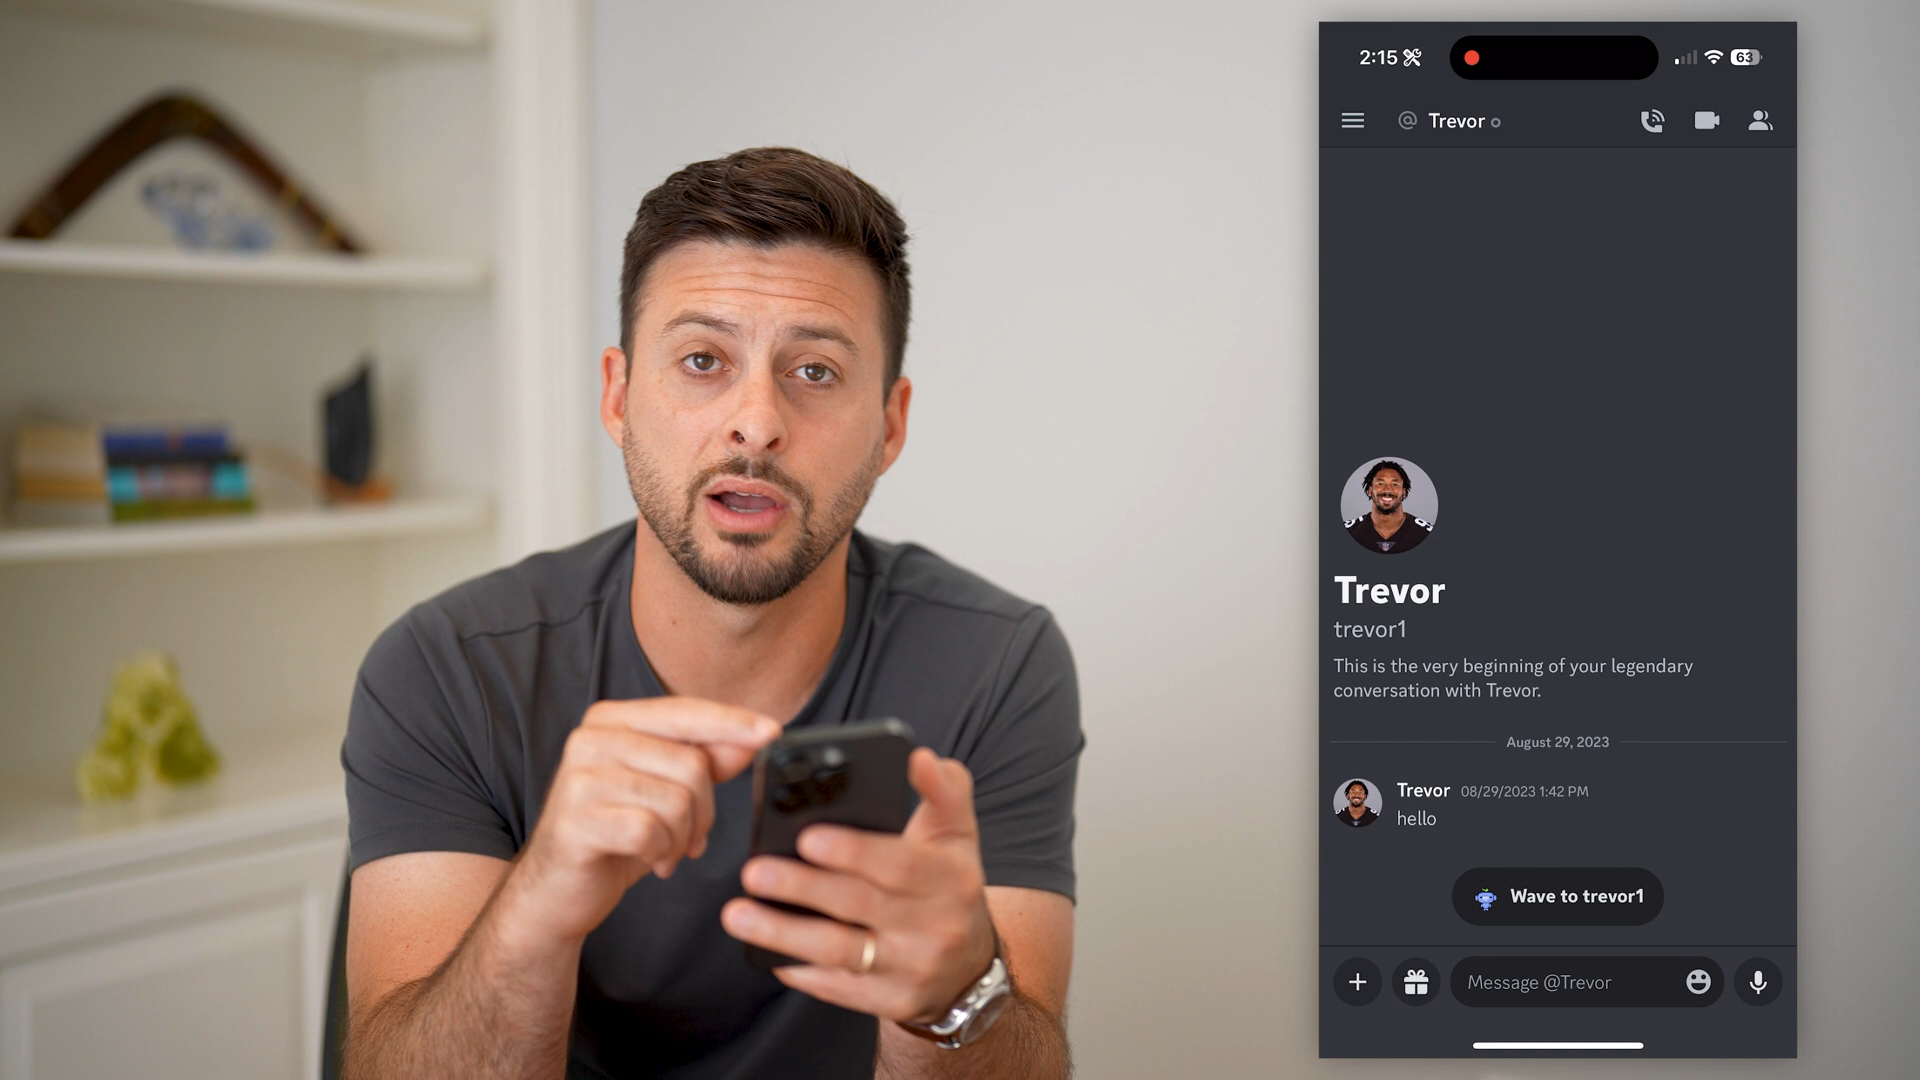 2:15
63
@ Trevor
Trevor
trevor1
This is the very beginning of your legendary
conversation with Trevor.
August 29, 2023
Trevor 08/29/2023 1:42 PM
hello
Wave to trevor1
Message @Trevor